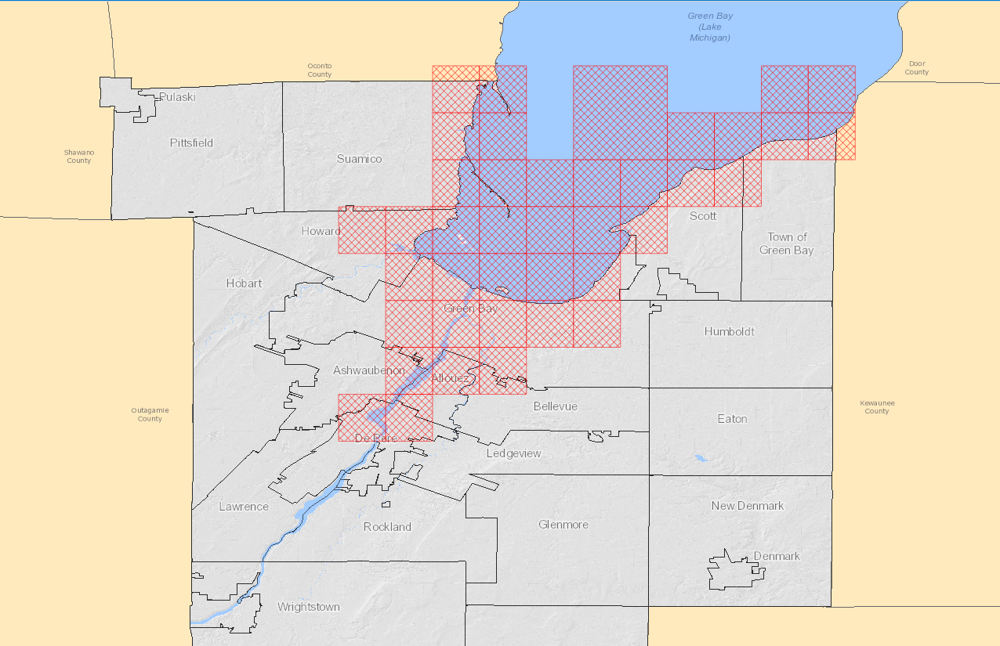 Green Bay
(Lake
Michigan)
Oconto
County
Door
County
Pulaski
Pittsfield
Shawano
County
Suamico
Scott
Howard
Town of
Green Bay
Hobart
Green Bay
Humboldt
Ashwaubenon
Allouez
Outagamie
County
Bellevue
Kewaunee
County
Eaton
De Pere
Ledgeview
Lawrence
New Denmark
Rockland
Glenmore
Denmark
Wrightstown